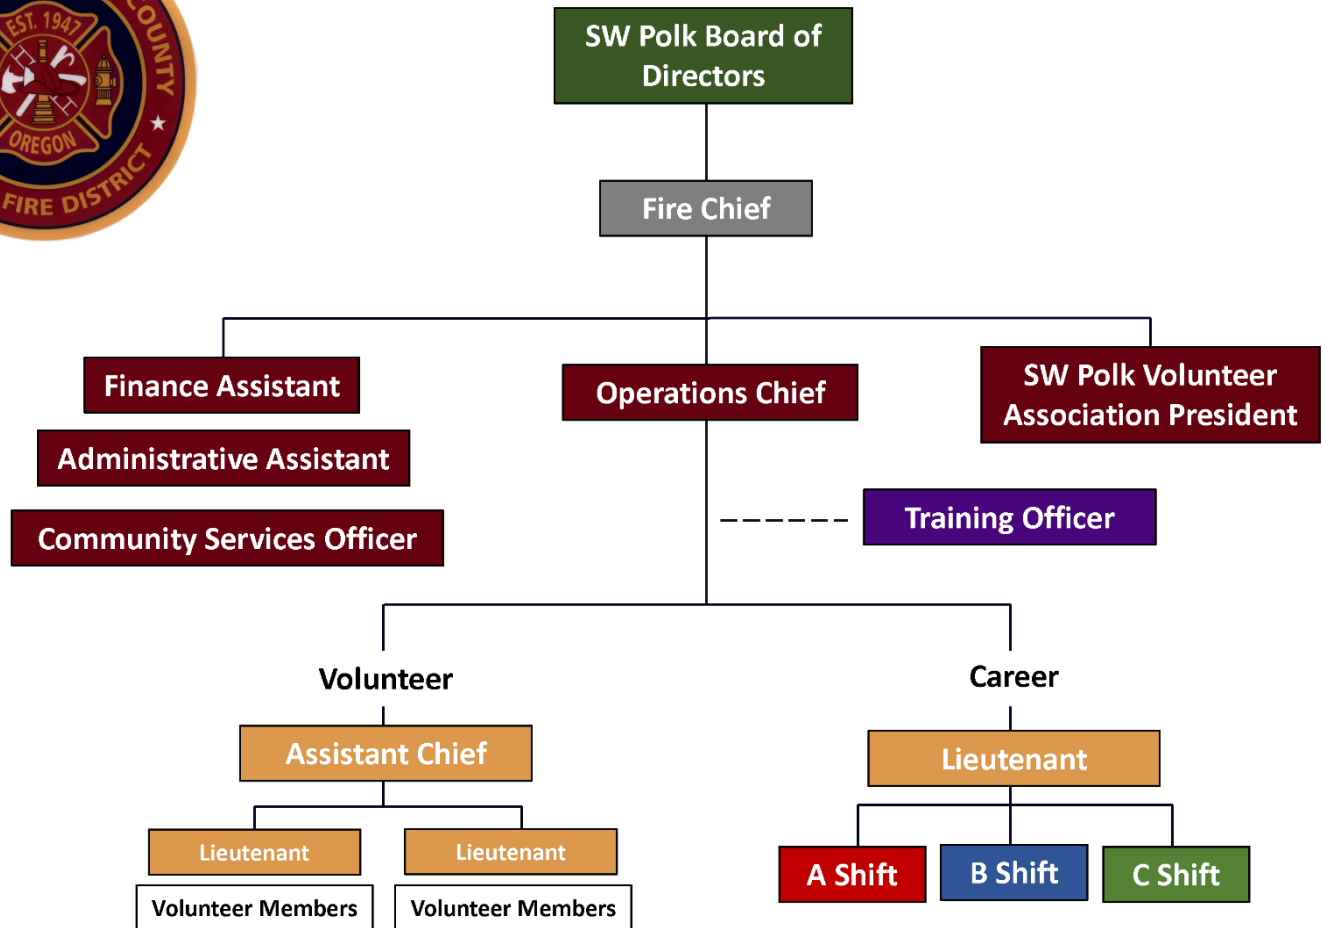 EST. 1947
COUNTY
OREGON
FIRE DISTRICT
SW Polk Board of
Directors
Fire Chief
Finance Assistant
Operations Chief
SW Polk Volunteer
Association President
Administrative Assistant
Training Officer
Community Services Officer
Volunteer
Career
Assistant Chief
Lieutenant
Lieutenant
Lieutenant
A Shift
B Shift
C Shift
Volunteer Members
Volunteer Members